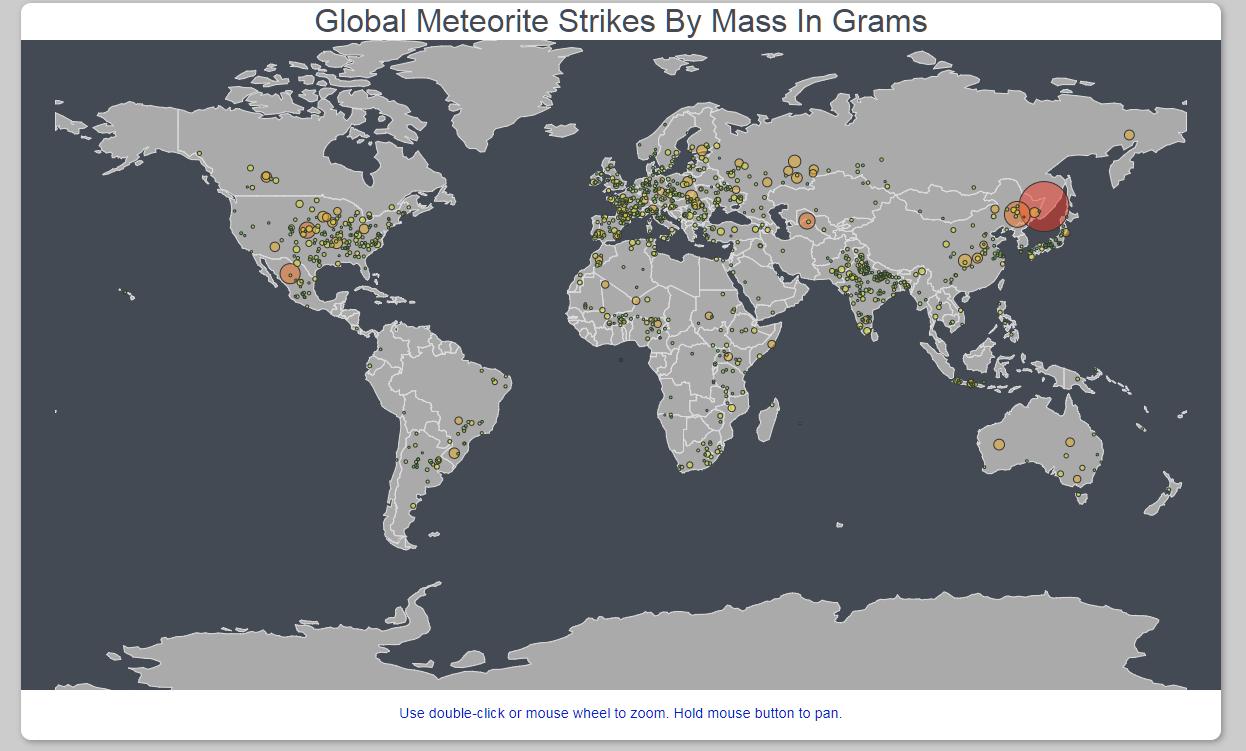 Global Meteorite Strikes By Mass In Grams
Use double-click or mouse wheel to zoom. Hold mouse button to pan.